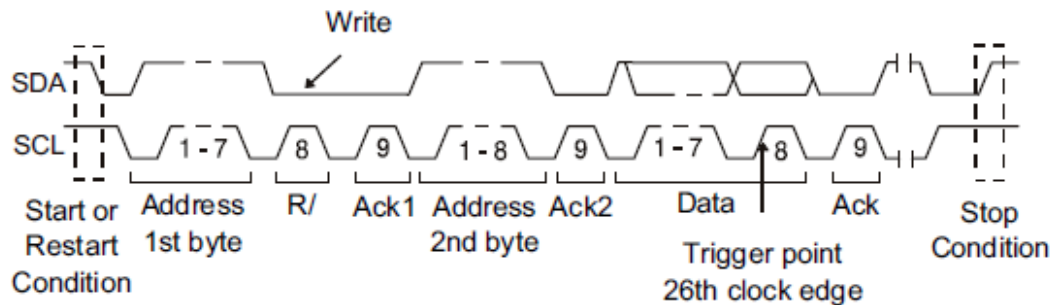 Write
SDA
SCL
1 - 7
8
9
1 - 8
9
1 - 7
8
9
Start or
Restart
Condition
Address
1st byte
R/
Ack1
Address
2nd byte
Ack2
Data
Ack
Trigger point
26th clock edge
Stop
Condition